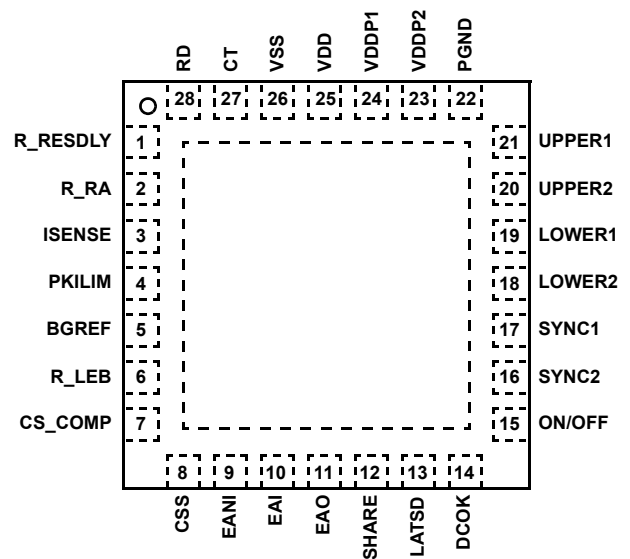 RD CT VSS VDD VDDP1 VDDP2 PGND
28 27 26 25 24 23 22
R_RESDLY 1 21 UPPER1
R_RA 2 20 UPPER2
ISENSE 3 19 LOWER1
PKILIM 4 18 LOWER2
BGREF 5 17 SYNC1
R_LEB 6 16 SYNC2
CS_COMP 7 15 ON/OFF
8 9 10 11 12 13 14
CSS EANI EAI EAO SHARE LATSD DCOK